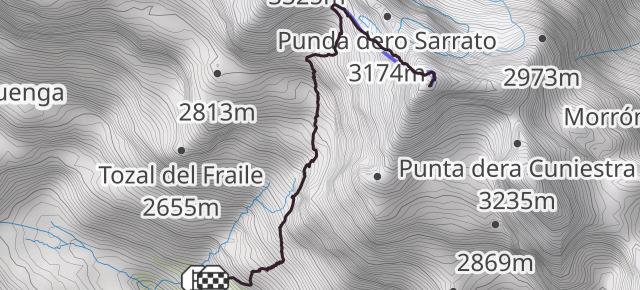 Punda dero Sarrato
3174m
2973m
uenga
2813m
Morrón
Tozal del Fraile
2655m
Punta dera Cuniestra
3235m
2869m